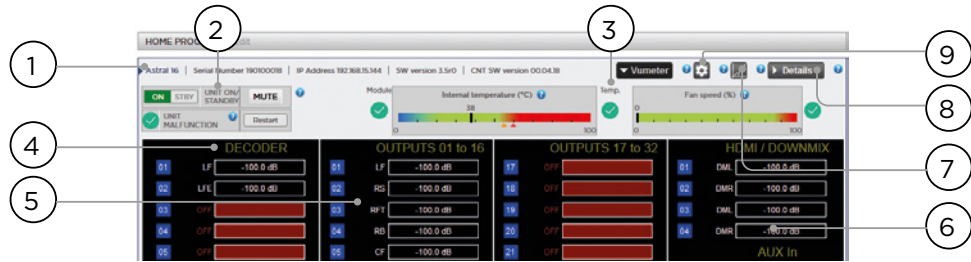 2
3
HOME PRO
1
Astral 16 | Serial Number 190100018 | IP Address 192.168.15.144 | SW version 3.5r0 | CNT SW version 00.04.18
Vumeter
Details
9
8
ON STBY UNIT ON/ STANDBY MUTE
Module
Internal temperature (°C)
Temp.
Fan speed (%)
38
0
UNIT MALFUNCTION
Restart
0 100
100
4
DECODER
OUTPUTS 01 to 16
OUTPUTS 17 to 32
HDMI / DOWNMIX
7
01 LF -100.0 dB 01 LF -100.0 dB 17 OFF 01 DML -100.0 dB
02 LFE -100.0 dB 02 RS -100.0 dB 18 OFF 02 DMR -100.0 dB
5
03 OFF 03 RFT -100.0 dB 19 OFF 03 DML -100.0 dB
04 OFF 04 RB -100.0 dB 20 OFF 04 DMR -100.0 dB
6
05 OFF 05 CF -100.0 dB 21 OFF AUX In